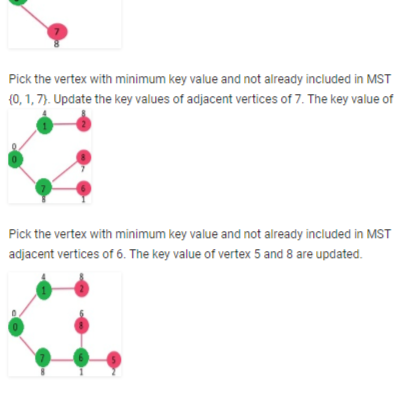 7
8
Pick the vertex with minimum key value and not already included in MST
{0, 1, 7}. Update the key values of adjacent vertices of 7. The key value of
4 8
1 2
0
0 8
7
7 6
8 1
Pick the vertex with minimum key value and not already included in MST
adjacent vertices of 6. The key value of vertex 5 and 8 are updated.
4 8
1 2
0 6
0 8
7 6 5
8 1 2